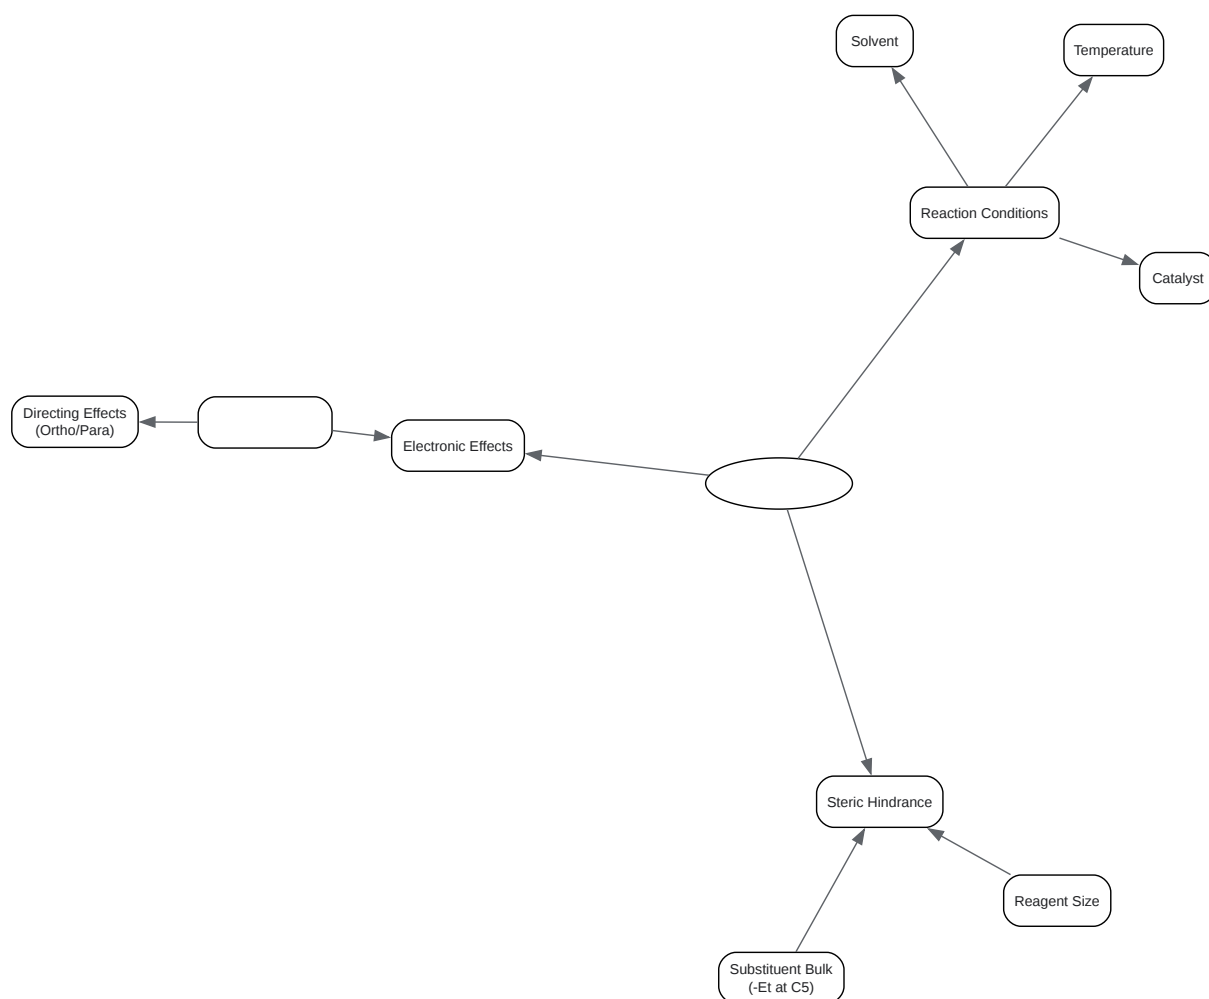 Solvent
Temperature
Reaction Conditions
Catalyst
Directing Effects
(Ortho/Para)
Electronic Effects
Steric Hindrance
Reagent Size
Substituent Bulk
(-Et at C5)